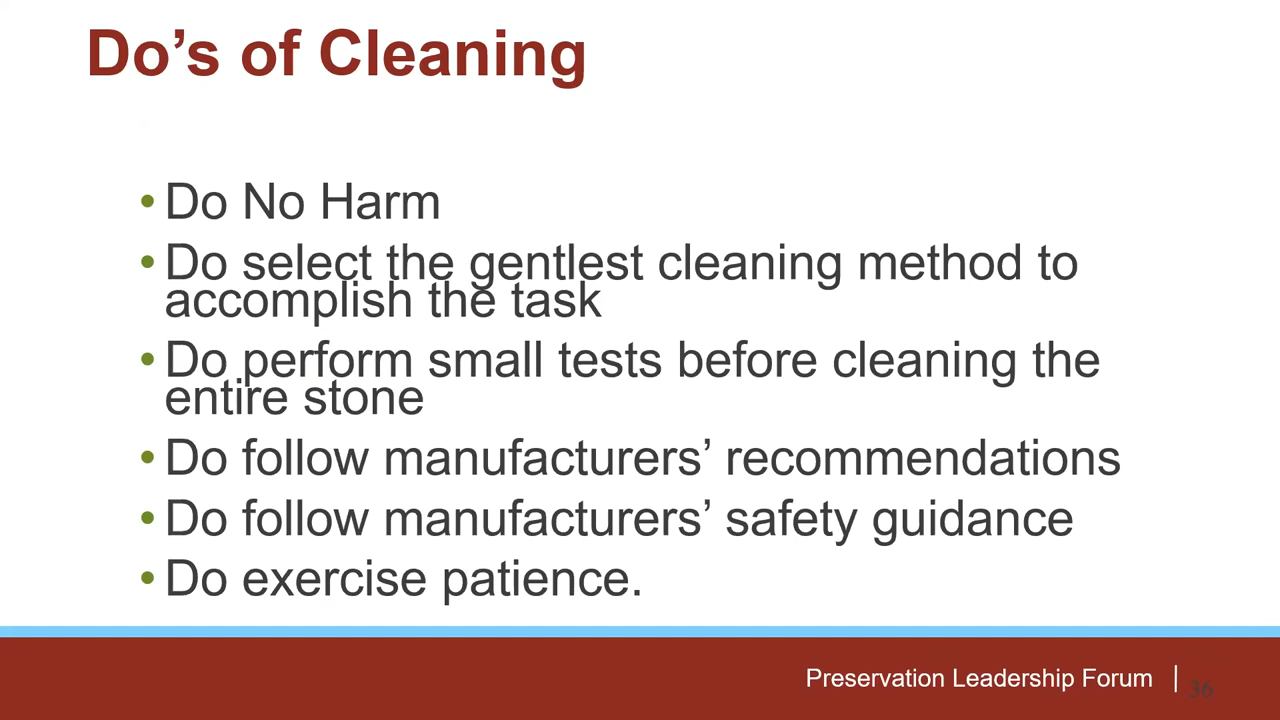 Do’s of Cleaning
•Do No Harm
•Do select the gentlest cleaning method to
accomplish the task
•Do perform small tests before cleaning the
entire stone
•Do follow manufacturers’ recommendations
•Do follow manufacturers’ safety guidance
•Do exercise patience.
Preservation Leadership Forum |
36